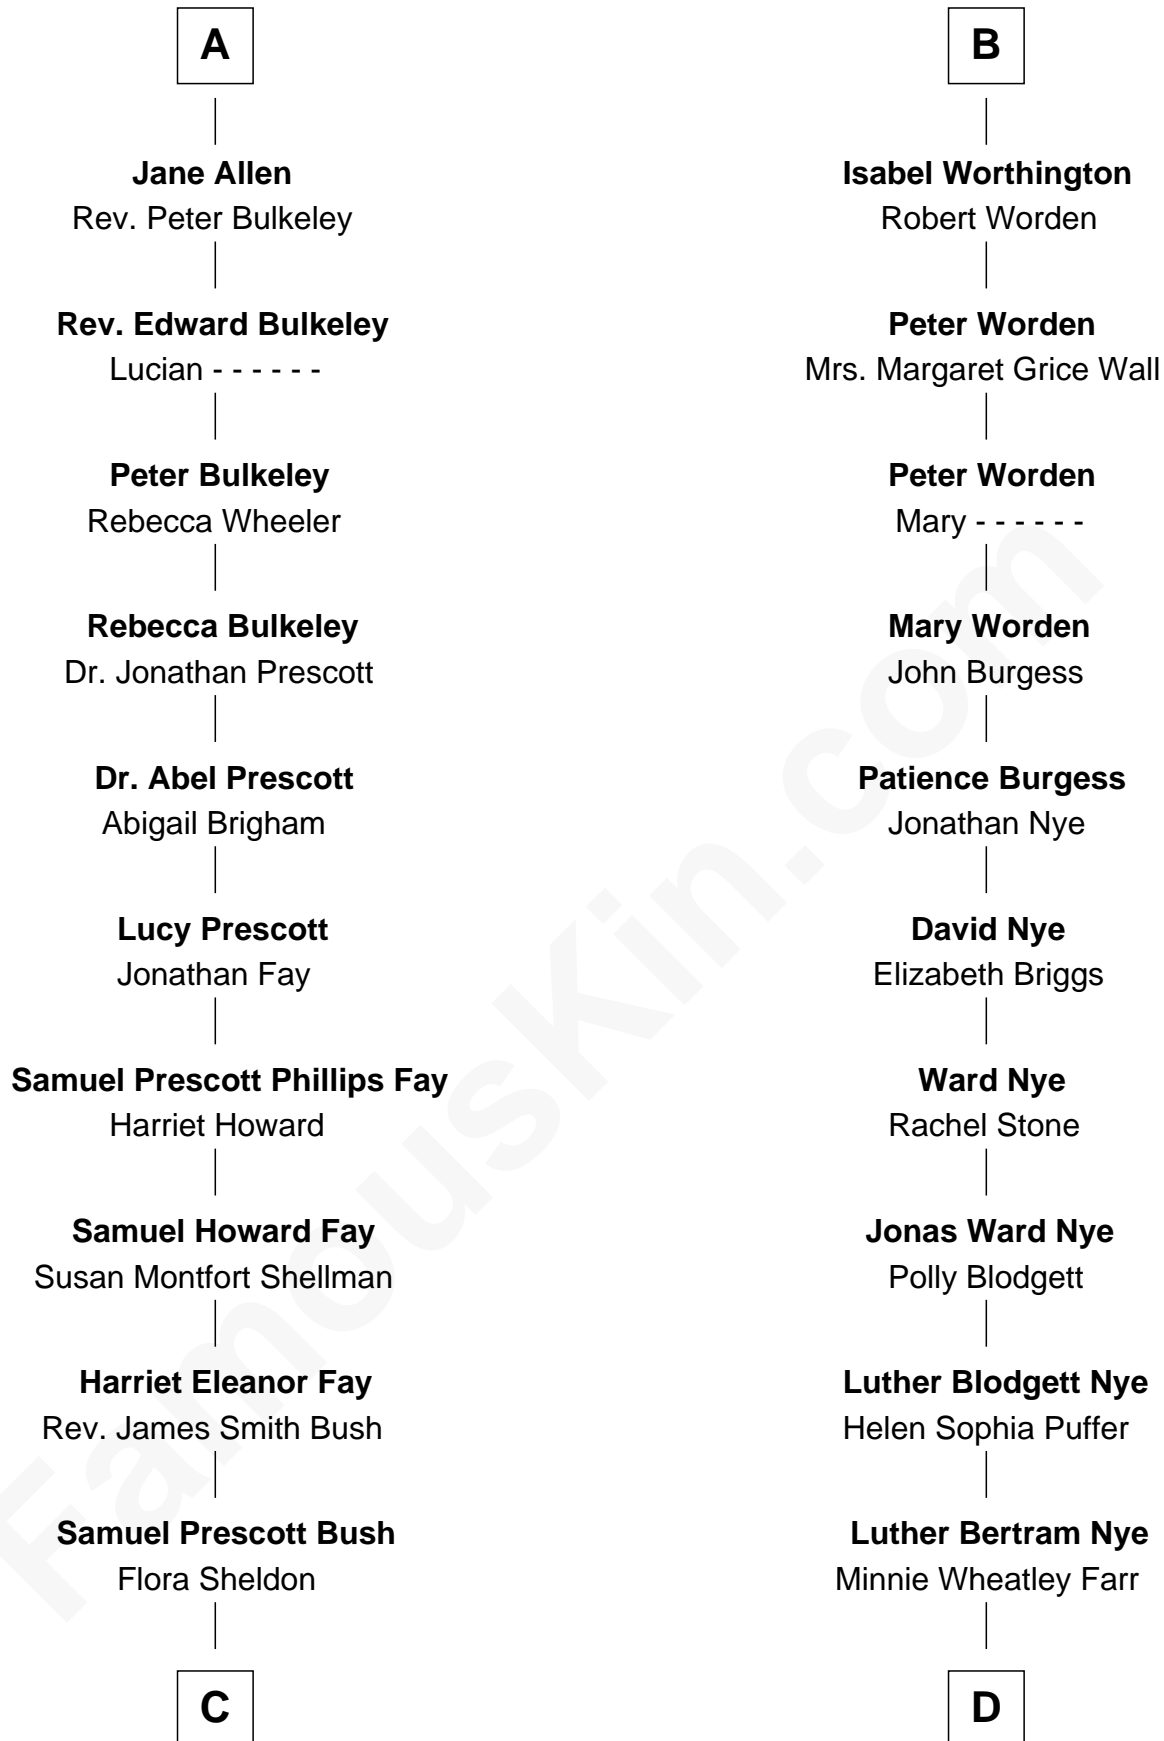 A
Jane Allen
Rev. Peter Bulkeley
Rev. Edward Bulkeley
Lucian - - - - - -
Peter Bulkeley
Rebecca Wheeler
Rebecca Bulkeley
Dr. Jonathan Prescott
Dr. Abel Prescott
Abigail Brigham
Lucy Prescott
Jonathan Fay
Samuel Prescott Phillips Fay
Harriet Howard
Samuel Howard Fay
Susan Montfort Shellman
Harriet Eleanor Fay
Rev. James Smith Bush
Samuel Prescott Bush
Flora Sheldon
C
B
Isabel Worthington
Robert Worden
Peter Worden
Mrs. Margaret Grice Wall
Peter Worden
Mary - - - - - -
Mary Worden
John Burgess
Patience Burgess
Jonathan Nye
David Nye
Elizabeth Briggs
Ward Nye
Rachel Stone
Jonas Ward Nye
Polly Blodgett
Luther Blodgett Nye
Helen Sophia Puffer
Luther Bertram Nye
Minnie Wheatley Farr
D
FamousKin.com